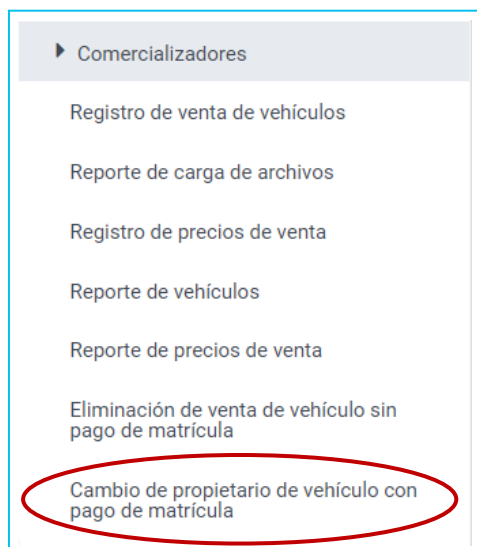 Comercializadores
Registro de venta de vehículos
Reporte de carga de archivos
Registro de precios de venta
Reporte de vehículos
Reporte de precios de venta
Eliminación de venta de vehículo sin
pago de matrícula
Cambio de propietario de vehículo con
pago de matrícula